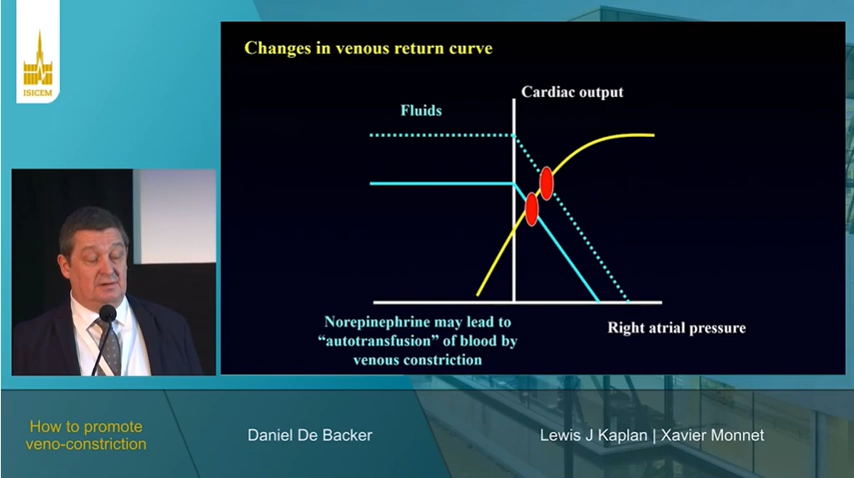 ISICEM
Changes in venous return curve
Cardiac output
Fluids
Norepinephrine may lead to
“autotransfusion” of blood by
venous constriction
Right atrial pressure
How to promote
veno-constriction
Daniel De Backer
Lewis J Kaplan | Xavier Monnet